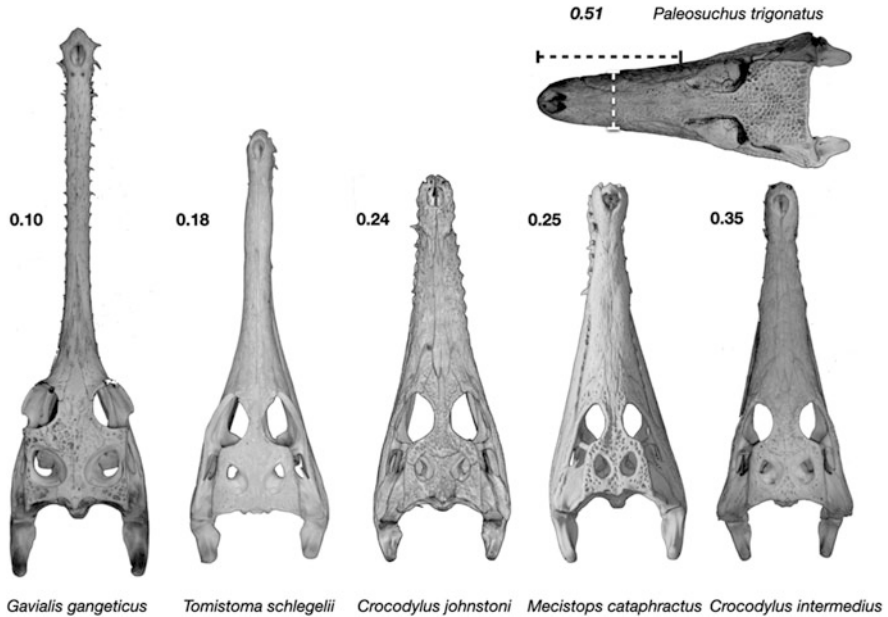 0.51 Paleosuchus trigonatus
0.10 0.18 0.24 0.25 0.35
Gavialis gangeticus Tomistoma schlegelii Crocodylus johnstoni Mecistops cataphractus Crocodylus intermedius